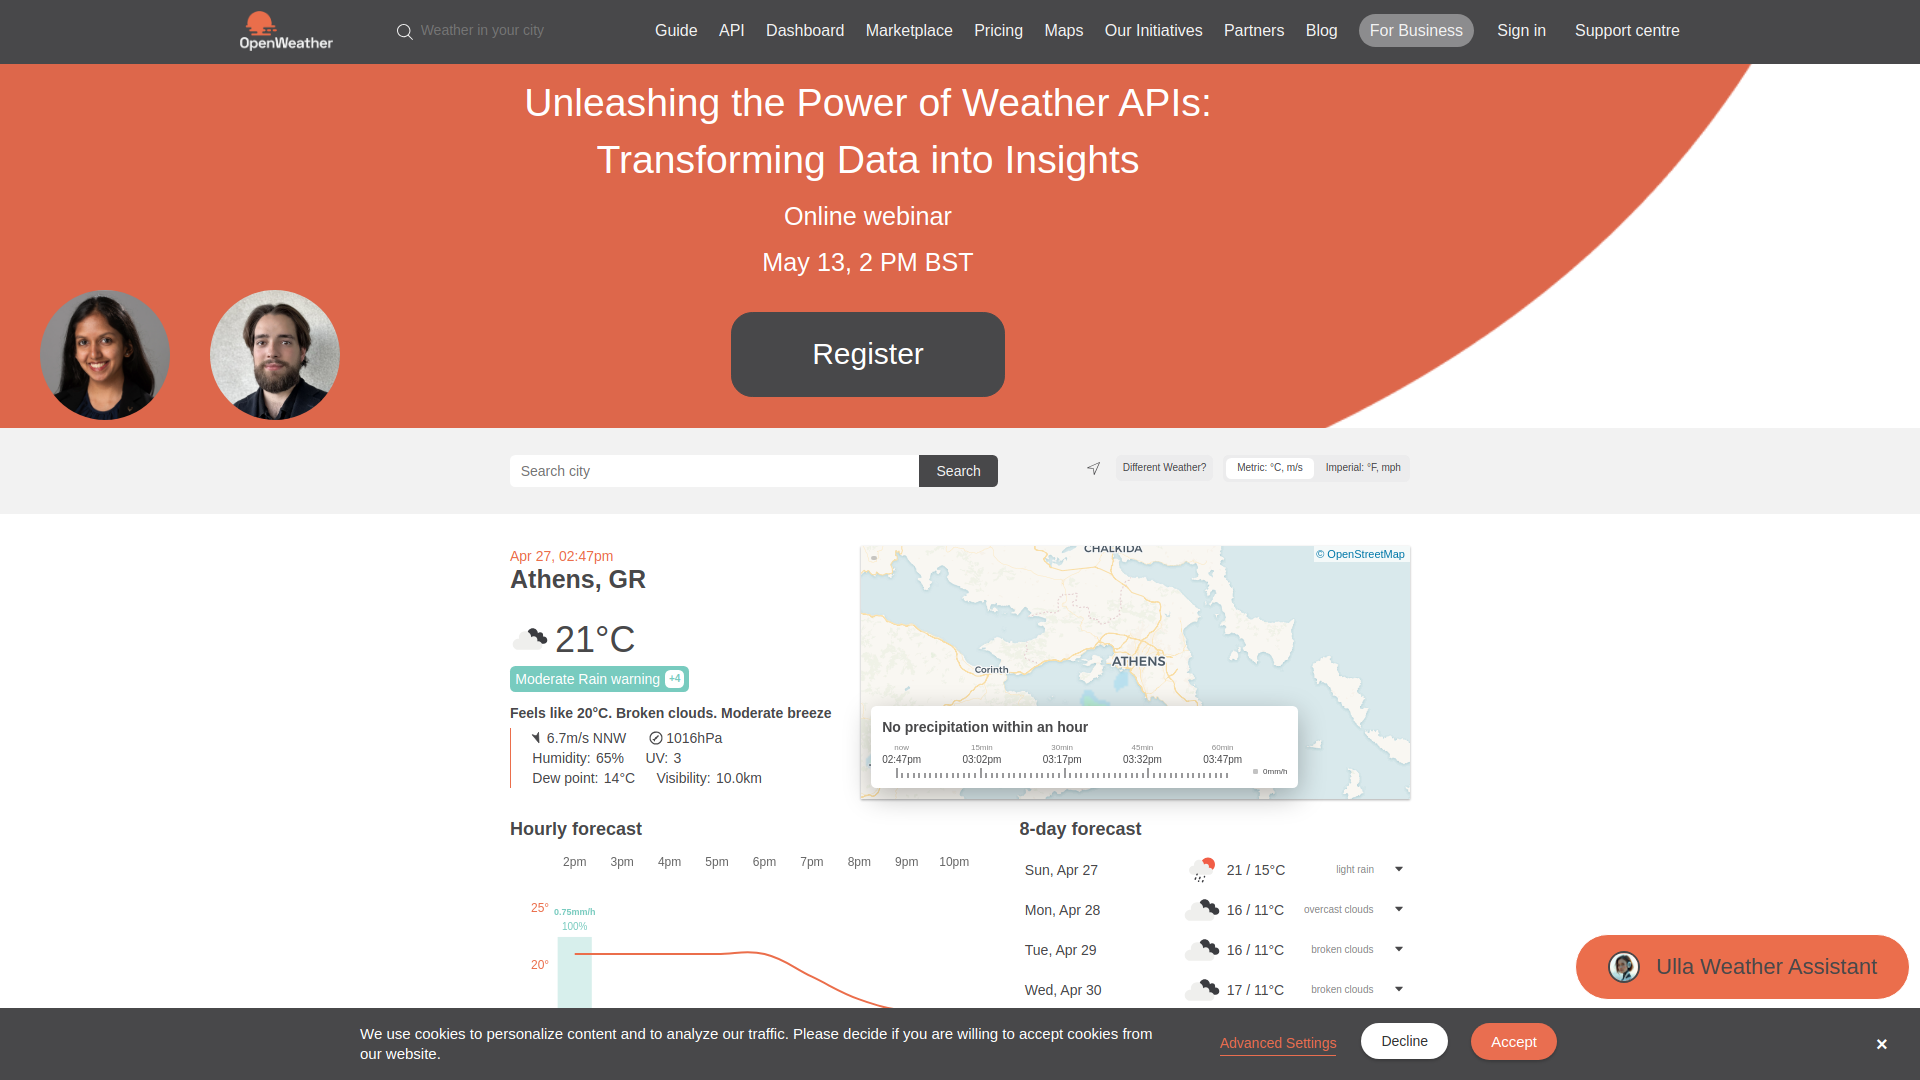 OpenWeather
Weather in your city
Guide API Dashboard Marketplace Pricing Maps Our Initiatives Partners Blog For Business Sign in Support centre
Unleashing the Power of Weather APIs:
Transforming Data into Insights
Online webinar
May 13, 2 PM BST
Register
Search city
Search
Different Weather?
Metric: °C, m/s
Imperial: °F, mph
Apr 27, 02:47pm
Athens, GR
21°C
Moderate Rain warning +4
Feels like 20°C. Broken clouds. Moderate breeze
6.7m/s NNW 1016hPa
Humidity: 65% UV: 3
Dew point: 14°C Visibility: 10.0km
CHALKIDA
© OpenStreetMap
ATHENS
Corinth
No precipitation within an hour
now 15min 30min 45min 60min
02:47pm 03:02pm 03:17pm 03:32pm 03:47pm
0mm/h
Hourly forecast
2pm 3pm 4pm 5pm 6pm 7pm 8pm 9pm 10pm
25°
0.75mm/h
100%
20°
8-day forecast
Sun, Apr 27 21 / 15°C light rain
Mon, Apr 28 16 / 11°C overcast clouds
Tue, Apr 29 16 / 11°C broken clouds
Wed, Apr 30 17 / 11°C broken clouds
Ulla Weather Assistant
We use cookies to personalize content and to analyze our traffic. Please decide if you are willing to accept cookies from
our website.
Advanced Settings
Decline
Accept
×